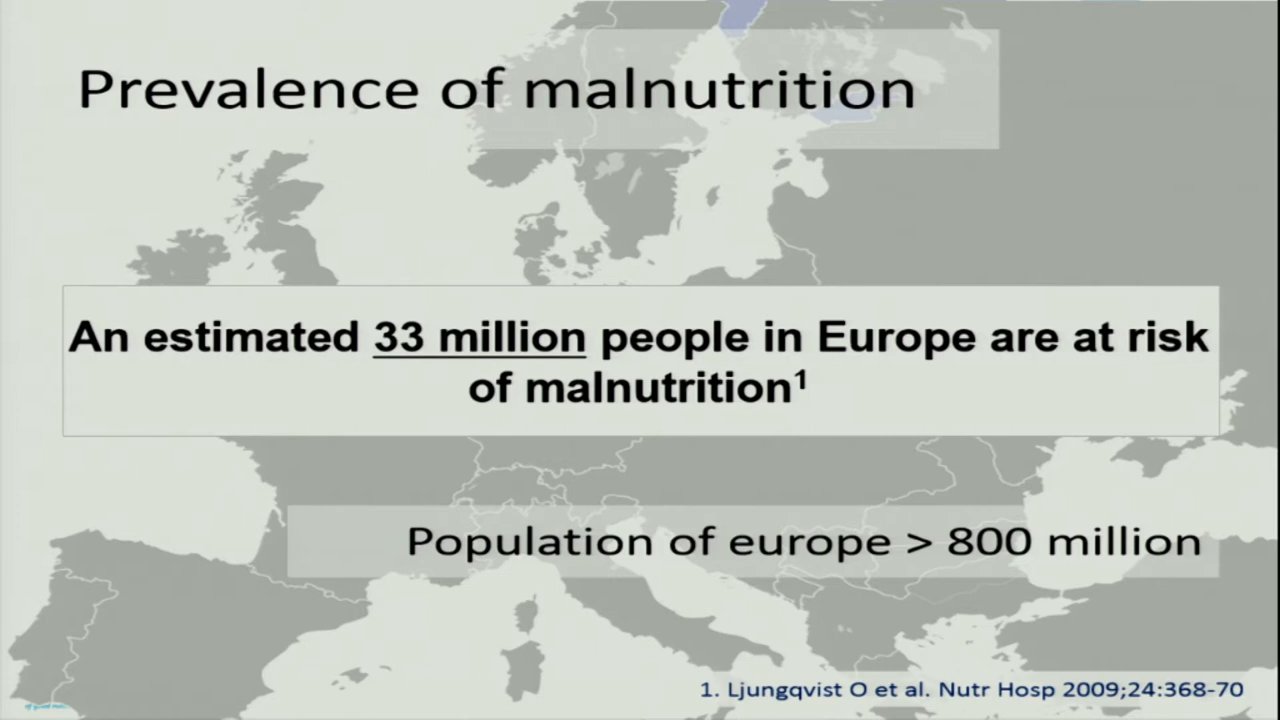 Prevalence of malnutrition
An estimated 33 million people in Europe are at risk
of malnutrition¹
Population of europe > 800 million
1. Ljungqvist O et al. Nutr Hosp 2009;24:368-70